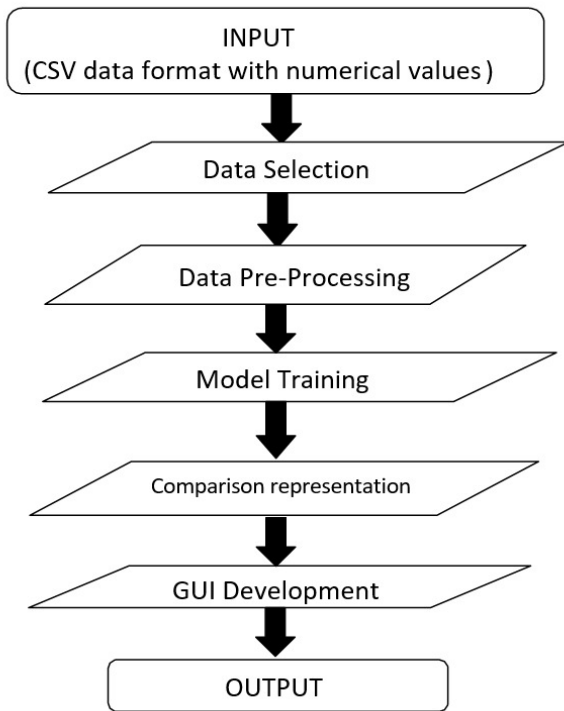 INPUT
(CSV data format with numerical values)
Data Selection
Data Pre-Processing
Model Training
Comparison representation
GUI Development
OUTPUT